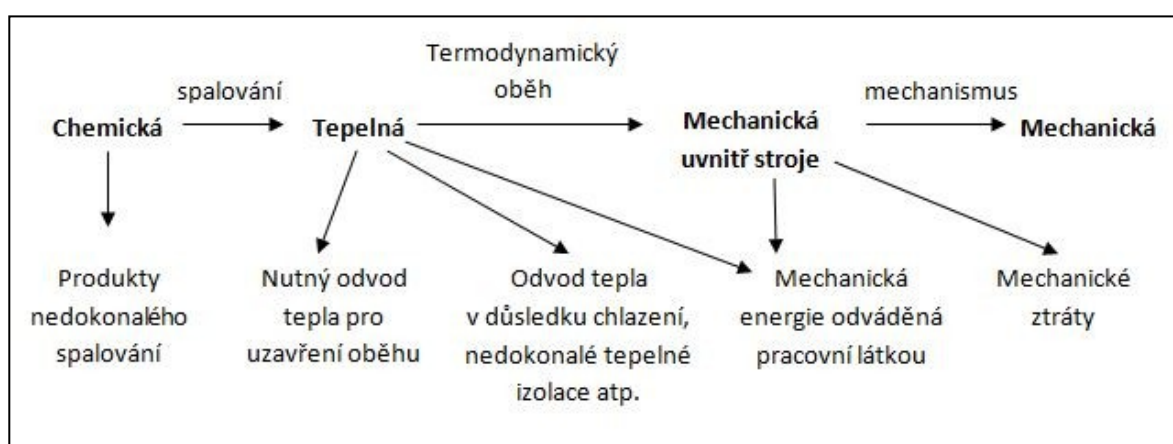 Termodynamický
oběh
spalování
mechanismus
Chemická
Tepelná
Mechanická
uvnitř stroje
Mechanická
Produkty
nedokonalého
spalování
Nutný odvod
tepla pro
uzavření oběhu
Odvod tepla
v důsledku chlazení,
nedokonalé tepelné
izolace atp.
Mechanická
energie odváděná
pracovní látkou
Mechanické
ztráty